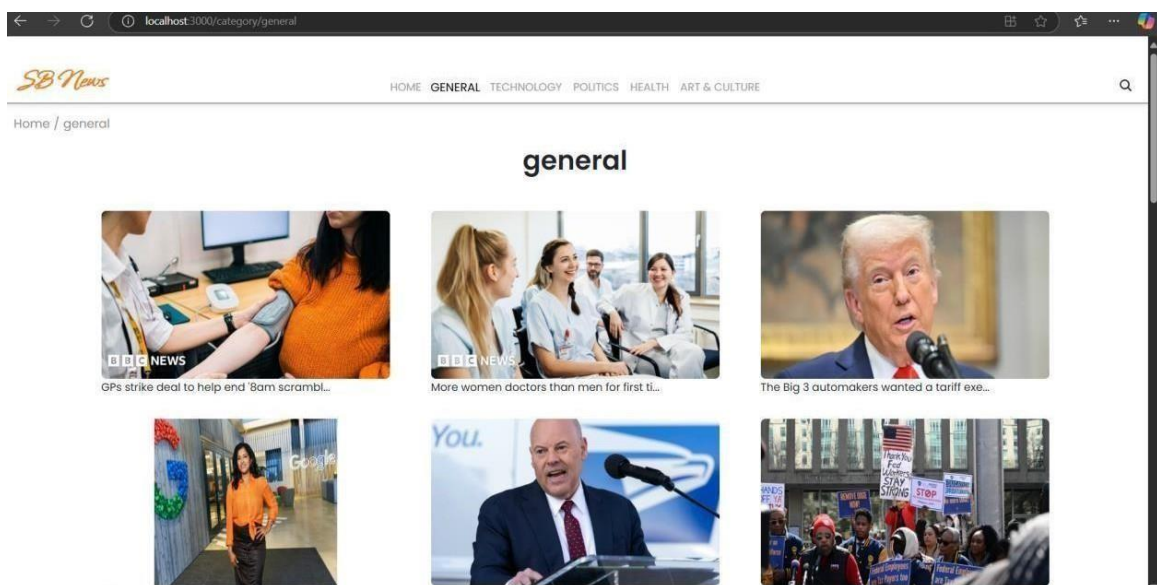 localhost:3000/category/general
SB News
HOME GENERAL TECHNOLOGY POLITICS HEALTH ART & CULTURE
Home / general
general
BBC NEWS
BBC NEWS
GPs strike deal to help end '8am scrambl...
More women doctors than men for first ti...
The Big 3 automakers wanted a tariff exe...
Google
You.
Thank You
Fed
Workers
STAY
STRONG
STOP